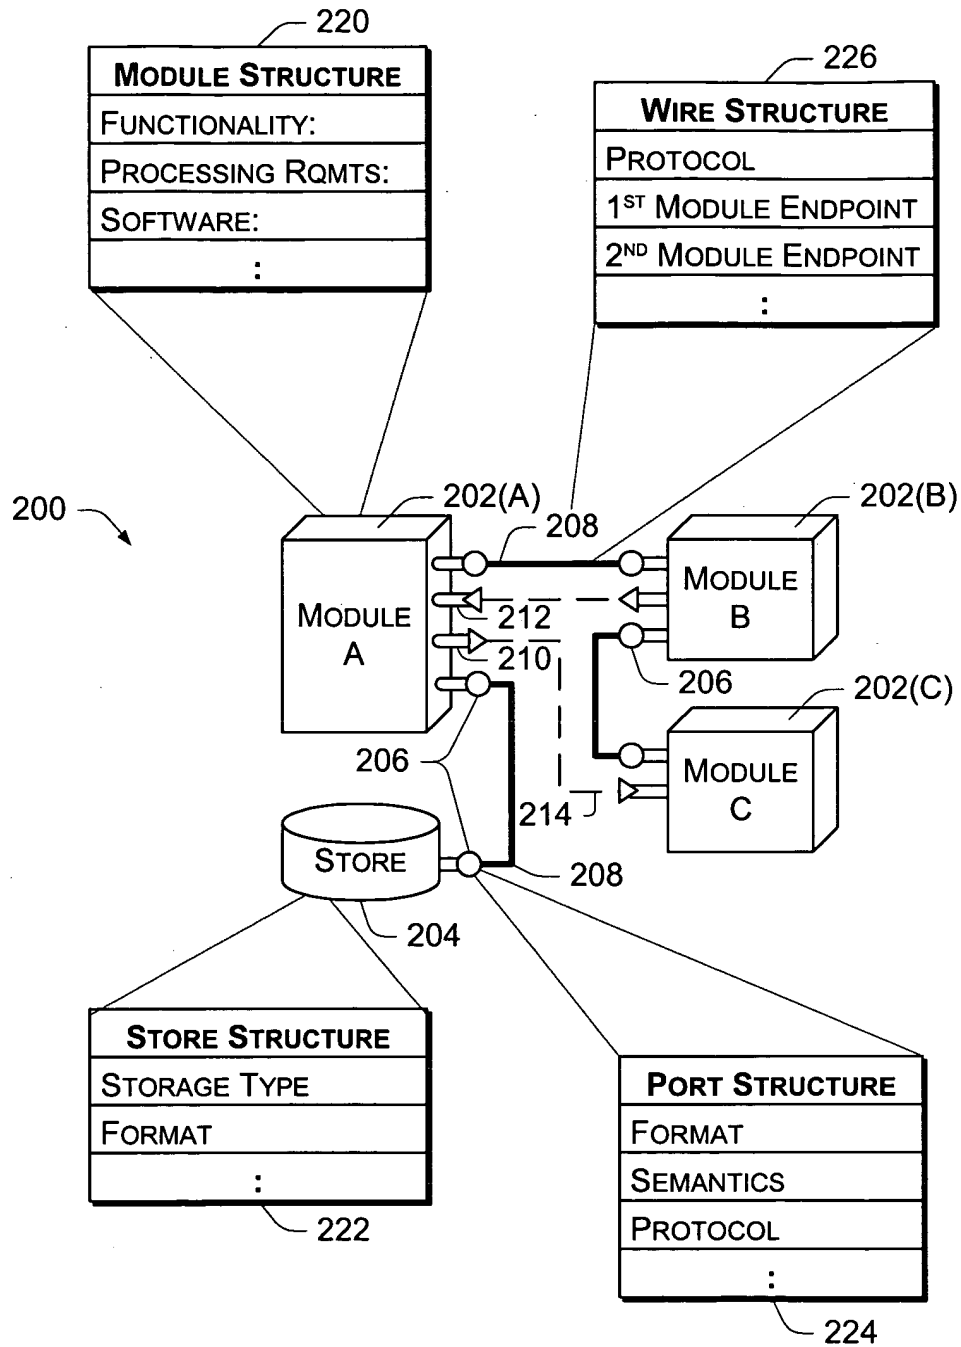 220
MODULE STRUCTURE
FUNCTIONALITY:
PROCESSING RQMTS:
SOFTWARE:
:
226
WIRE STRUCTURE
PROTOCOL
1ST MODULE ENDPOINT
2ND MODULE ENDPOINT
:
200
202(A)
208
202(B)
MODULE
A
MODULE
B
212
210
206
202(C)
206
MODULE
C
214
STORE
208
204
STORE STRUCTURE
STORAGE TYPE
FORMAT
:
222
PORT STRUCTURE
FORMAT
SEMANTICS
PROTOCOL
:
224